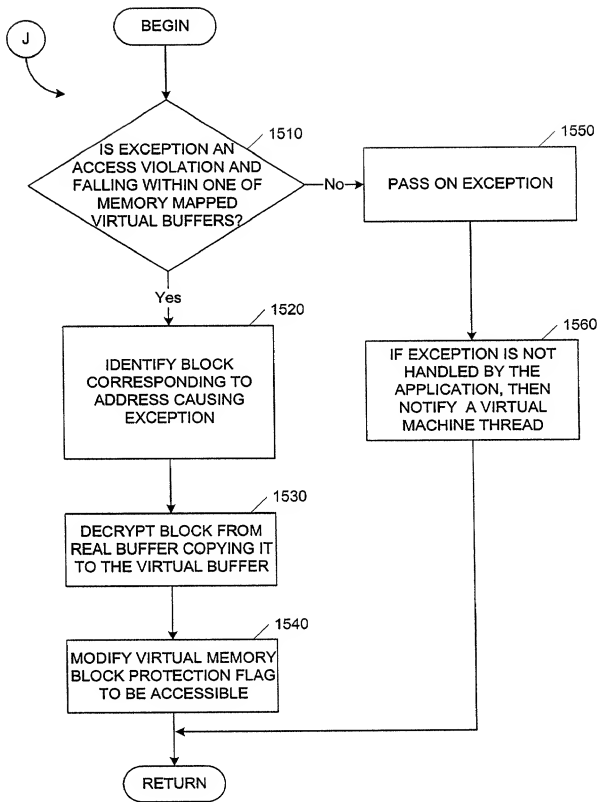 J
BEGIN
1510
IS EXCEPTION AN
ACCESS VIOLATION AND
FALLING WITHIN ONE OF
MEMORY MAPPED
VIRTUAL BUFFERS?
No
1550
PASS ON EXCEPTION
Yes
1520
IDENTIFY BLOCK
CORRESPONDING TO
ADDRESS CAUSING
EXCEPTION
1560
IF EXCEPTION IS NOT
HANDLED BY THE
APPLICATION, THEN
NOTIFY A VIRTUAL
MACHINE THREAD
1530
DECRYPT BLOCK FROM
REAL BUFFER COPYING IT
TO THE VIRTUAL BUFFER
1540
MODIFY VIRTUAL MEMORY
BLOCK PROTECTION FLAG
TO BE ACCESSIBLE
RETURN